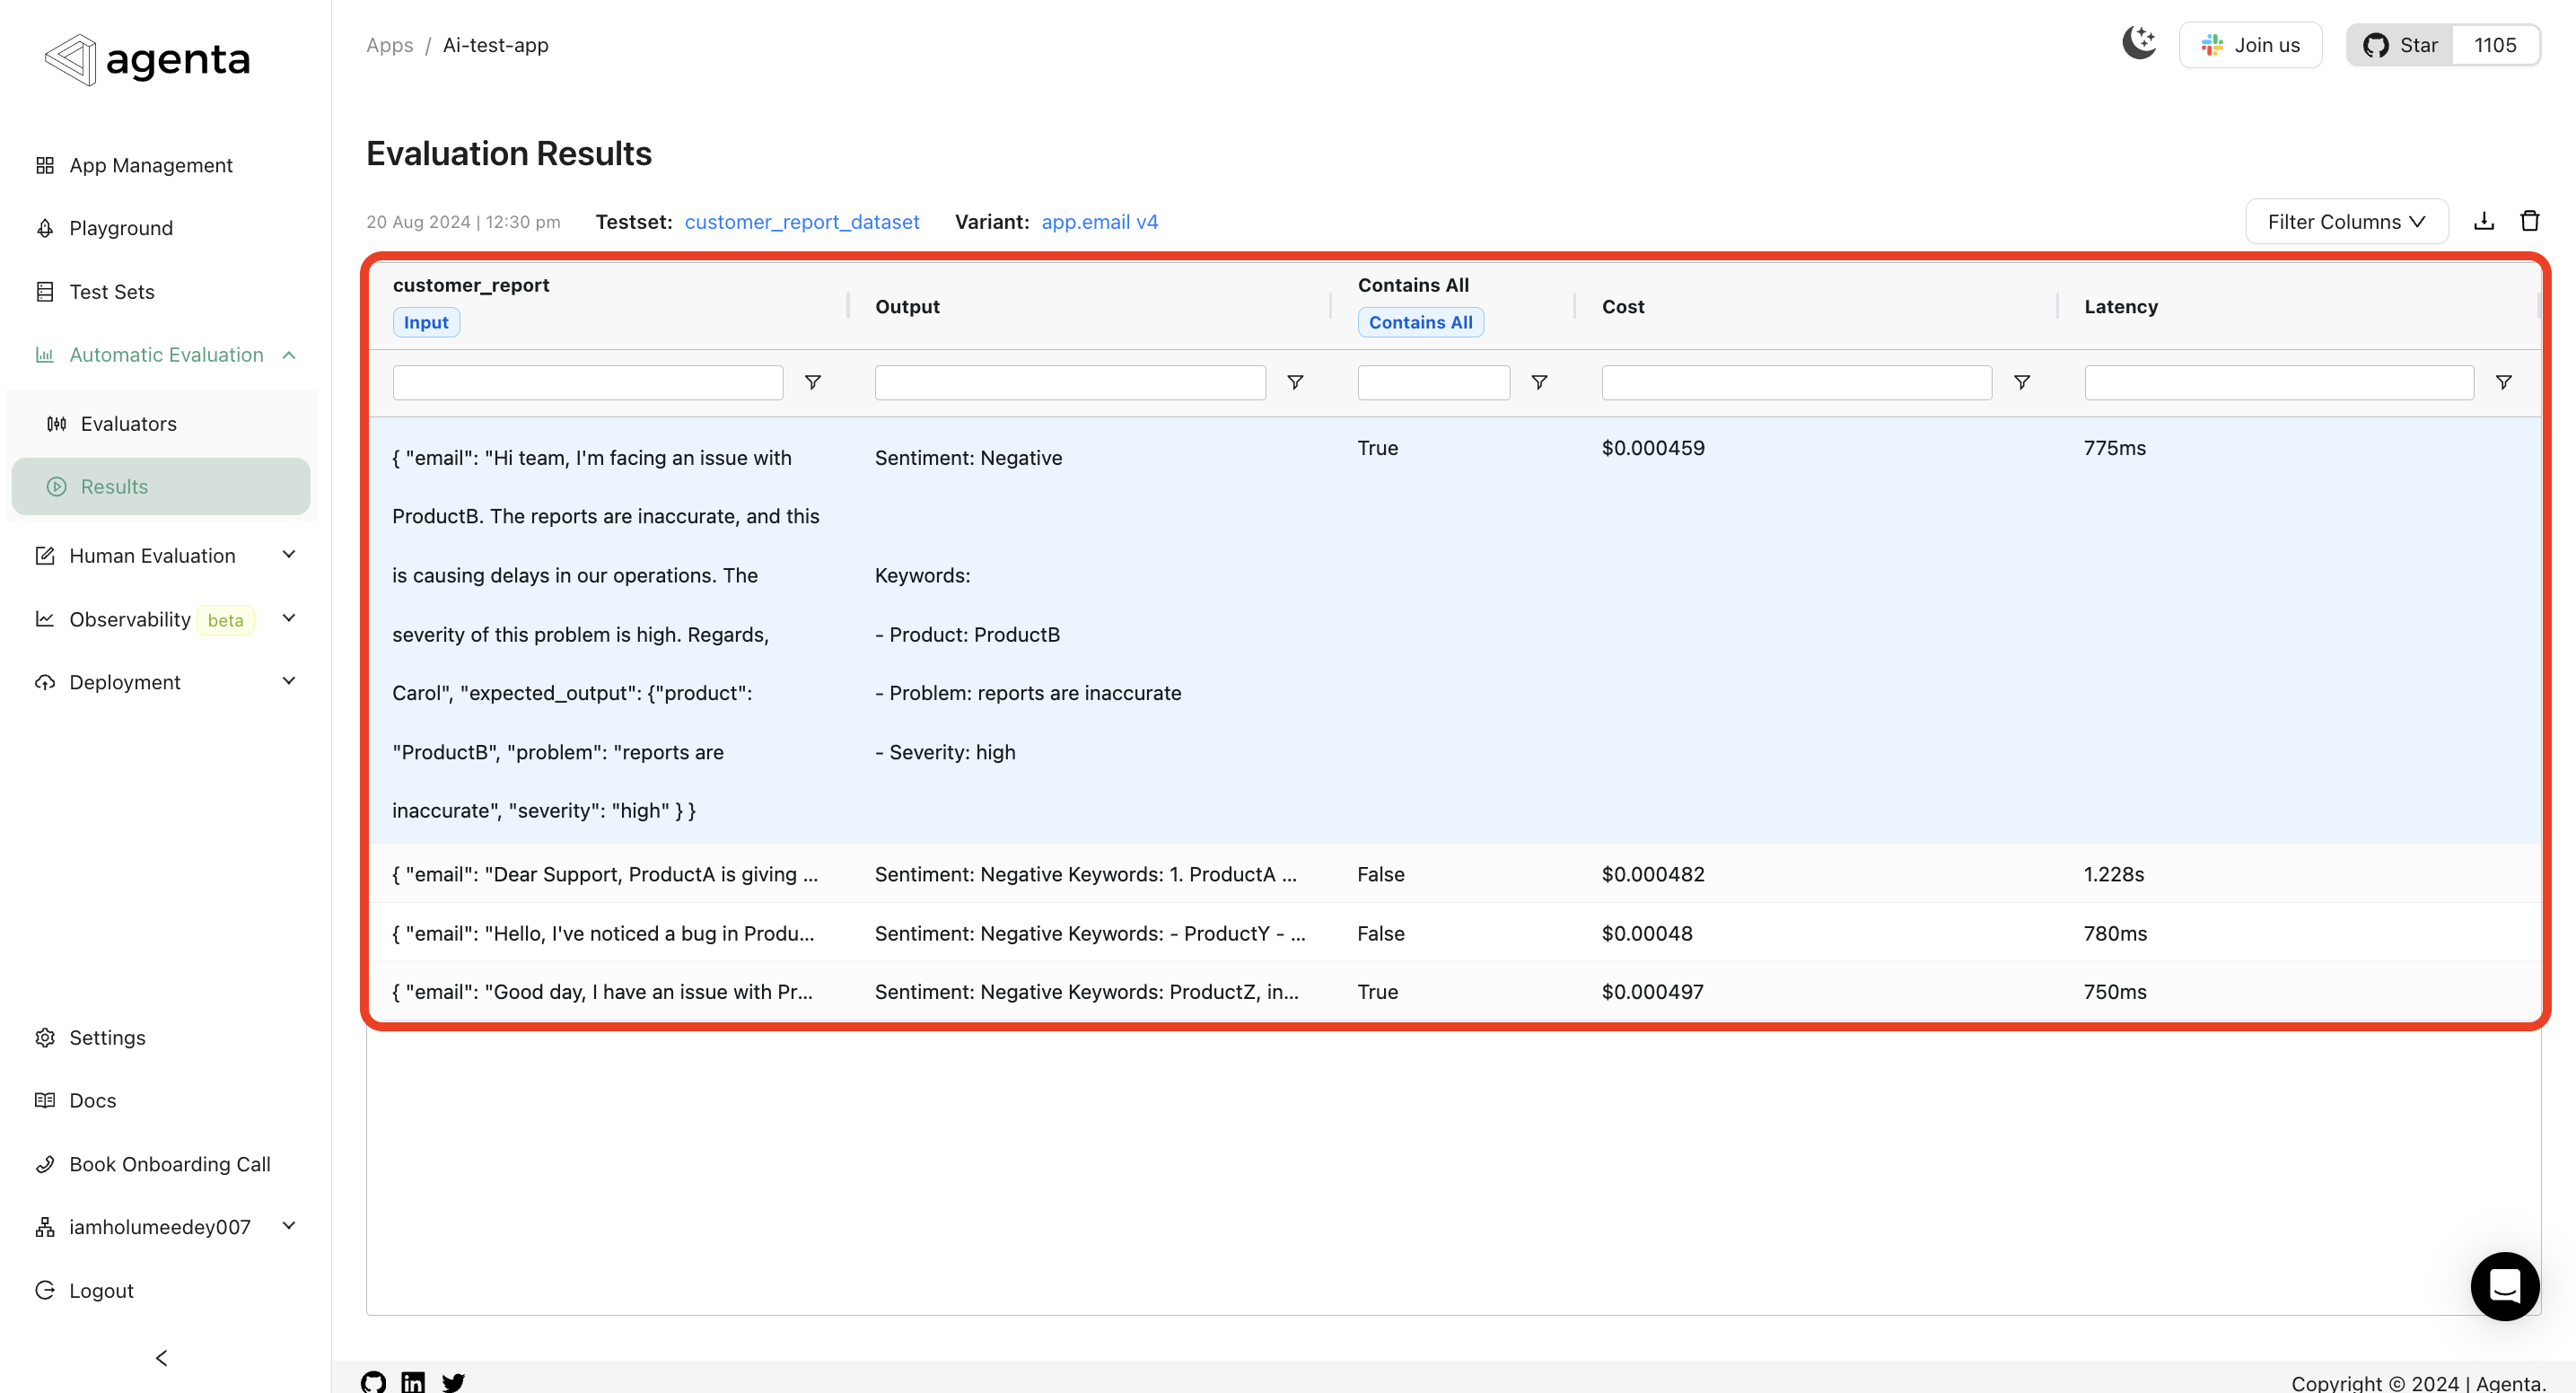 agenta
Apps / Ai-test-app
Join us
Star 1105
App Management
Playground
Test Sets
Automatic Evaluation
Evaluators
Results
Human Evaluation
Observability beta
Deployment
Settings
Docs
Book Onboarding Call
iamholumeedey007
Logout
Evaluation Results
20 Aug 2024 | 12:30 pm Testset: customer_report_dataset Variant: app.email v4 Filter Columns
customer_report
Input
Output
Contains All
Contains All
Cost
Latency
{ "email": "Hi team, I'm facing an issue with
ProductB. The reports are inaccurate, and this
is causing delays in our operations. The
severity of this problem is high. Regards,
Carol", "expected_output": {"product":
"ProductB", "problem": "reports are
inaccurate", "severity": "high" } }
Sentiment: Negative
Keywords:
- Product: ProductB
- Problem: reports are inaccurate
- Severity: high
True
$0.000459
775ms
{ "email": "Dear Support, ProductA is giving ... Sentiment: Negative Keywords: 1. ProductA ... False $0.000482 1.228s
{ "email": "Hello, I've noticed a bug in Produ... Sentiment: Negative Keywords: - ProductY - ... False $0.00048 780ms
{ "email": "Good day, I have an issue with Pr... Sentiment: Negative Keywords: ProductZ, in... True $0.000497 750ms
Copyright © 2024 | Agenta.